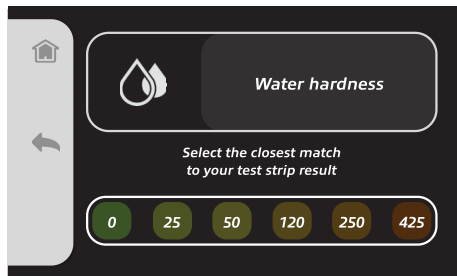 Water hardness
Select the closest match
to your test strip result
0 25 50 120 250 425